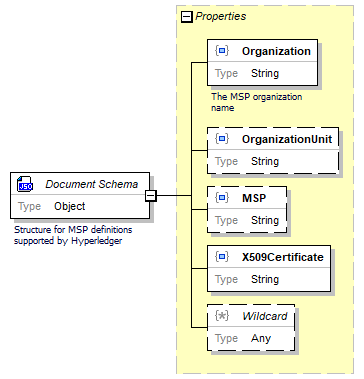 Properties
{ } Organization
Type String
The MSP organization
name
{ } OrganizationUnit
Type String
JSO Document Schema
Type Object
Structure for MSP definitions
supported by Hyperledger
{ } MSP
Type String
{ } X509Certificate
Type String
{*} Wildcard
Type Any